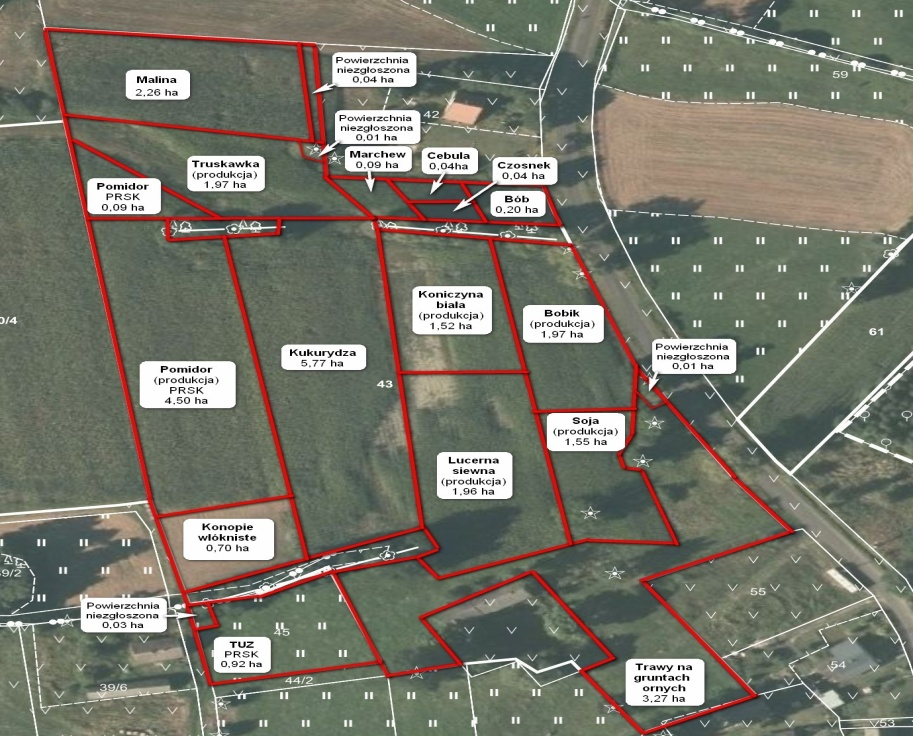 Malina
2,26 ha
Powierzchnia
niezgłoszona
0,04 ha
59
42
Powierzchnia
niezgłoszona
0,01 ha
Truskawka
(produkcja)
1,97 ha
Marchew
0,09 ha
Cebula
0,04ha
Czosnek
0,04 ha
Pomidor
PRSK
0,09 ha
Bób
0,20 ha
Koniczyna
biała
(produkcja)
1,52 ha
Bobik
(produkcja)
1,97 ha
0/4
61
Kukurydza
5,77 ha
Powierzchnia
niezgłoszona
0,01 ha
Pomidor
(produkcja)
PRSK
4,50 ha
43
Soja
(produkcja)
1,55 ha
Lucerna
siewna
(produkcja)
1,96 ha
Konopie
włókniste
0,70 ha
59/2
Powierzchnia
niezgłoszona
0,03 ha
55
45
TUZ
PRSK
0,92 ha
54
Trawy na
gruntach
ornych
3,27 ha
39/6
44/2
53